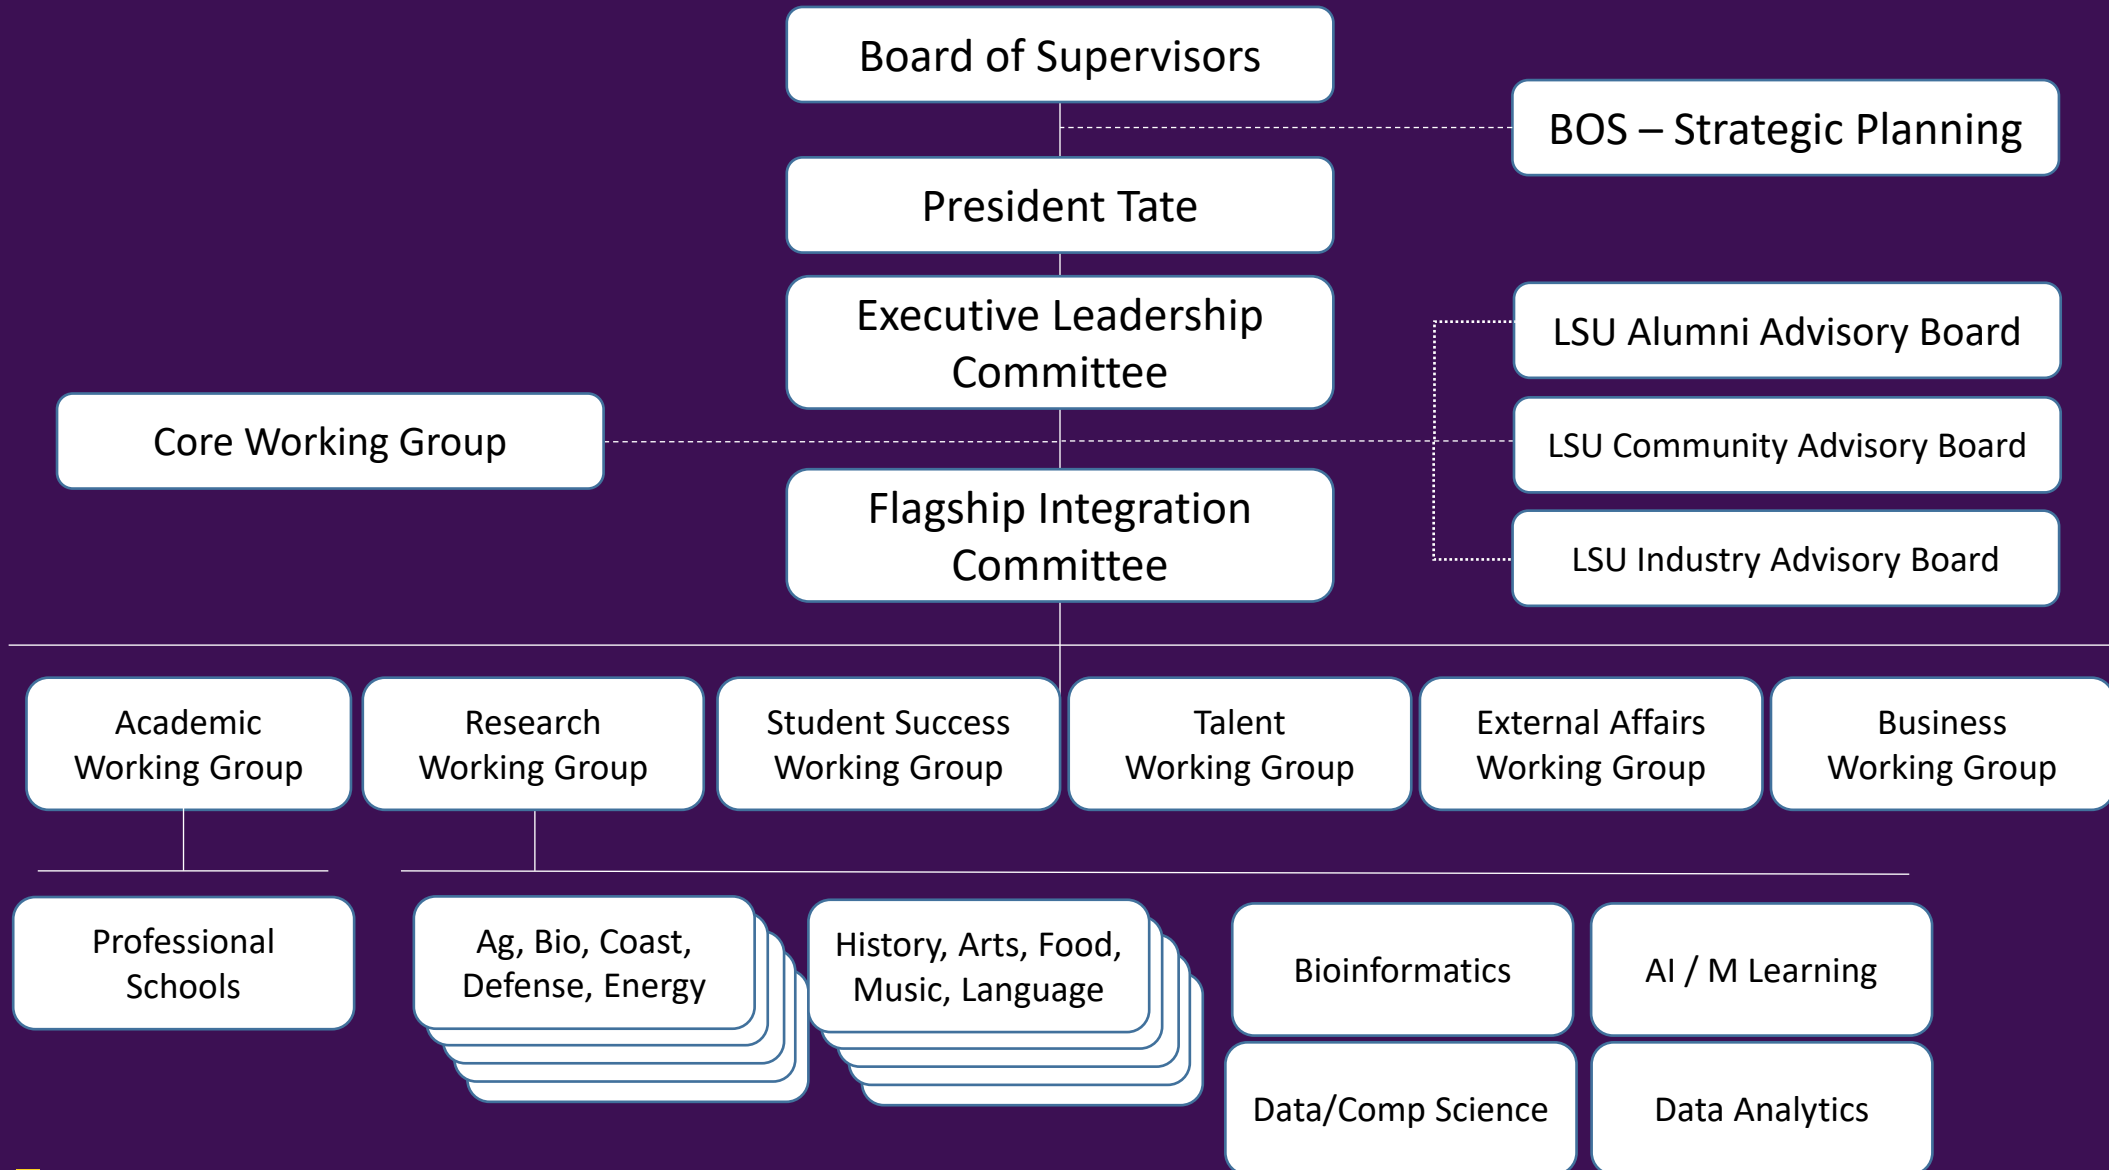 Board of Supervisors
BOS – Strategic Planning
President Tate
Executive Leadership
Committee
LSU Alumni Advisory Board
Core Working Group
LSU Community Advisory Board
Flagship Integration
Committee
LSU Industry Advisory Board
Academic
Working Group
Research
Working Group
Student Success
Working Group
Talent
Working Group
External Affairs
Working Group
Business
Working Group
Professional
Schools
Ag, Bio, Coast,
Defense, Energy
History, Arts, Food,
Music, Language
Bioinformatics
AI / M Learning
Data/Comp Science
Data Analytics